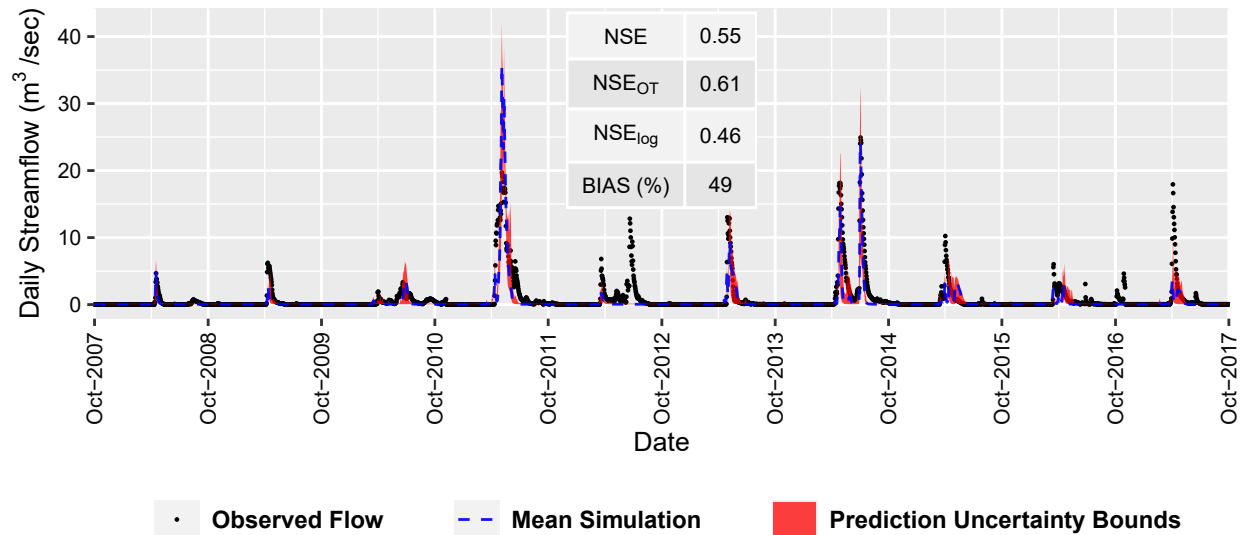 Daily Streamflow (m³ /sec)
40
30
20
10
0
NSE 0.55
NSE_OT 0.61
NSE_log 0.46
BIAS (%) 49
Oct−2007
Oct−2008
Oct−2009
Oct−2010
Oct−2011
Oct−2012
Oct−2013
Oct−2014
Oct−2015
Oct−2016
Oct−2017
Date
Observed Flow
Mean Simulation
Prediction Uncertainty Bounds